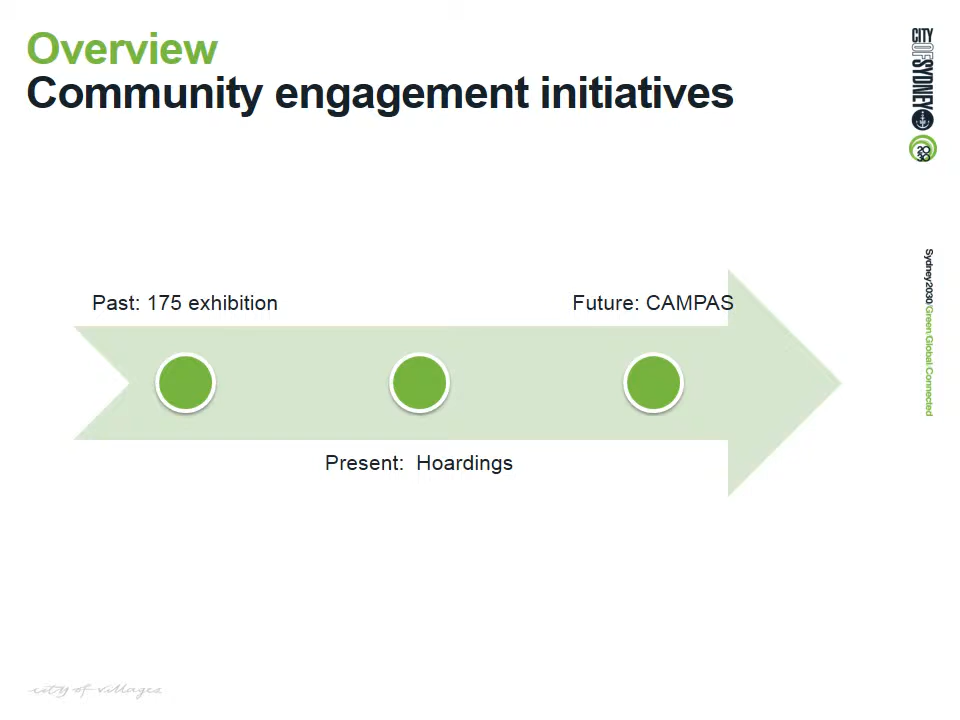 Overview
Community engagement initiatives
CITY OF SYDNEY
2030
Sydney2030/Green/Global/Connected
Past: 175 exhibition
Future: CAMPAS
Present:  Hoardings
city of villages